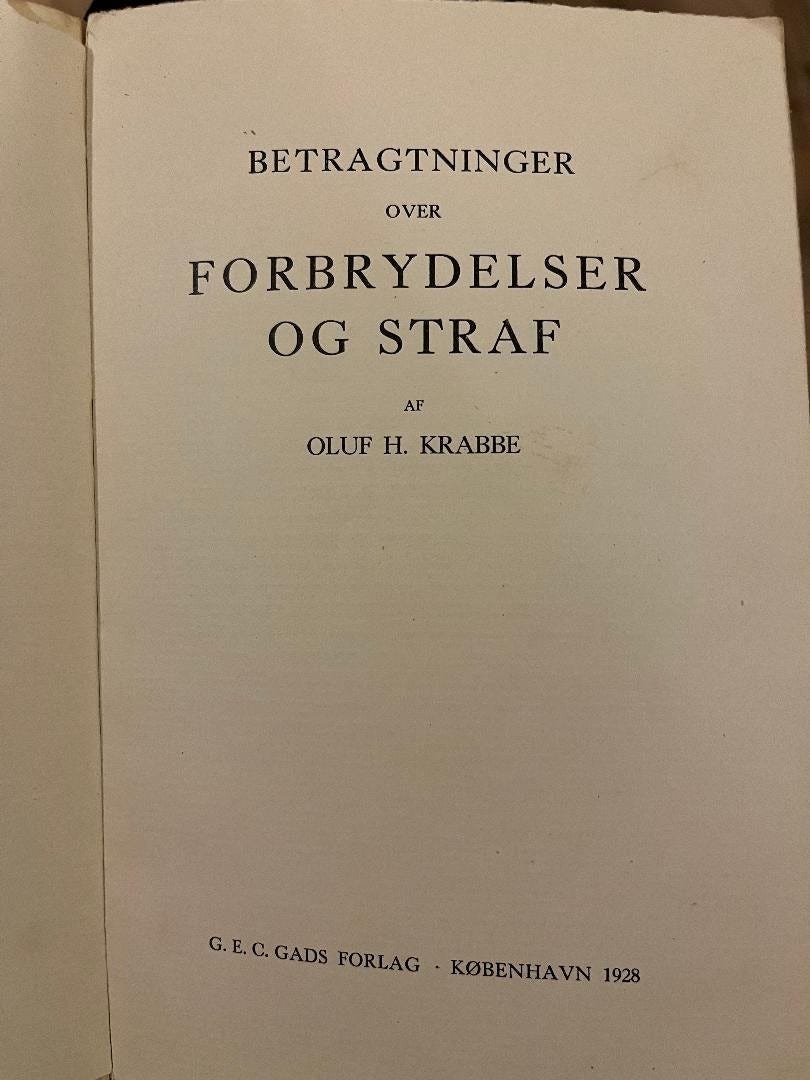 BETRAGTNINGER
OVER
FORBRYDELSER
OG STRAF
AF
OLUF H. KRABBE
G. E. C. GADS FORLAG · KØBENHAVN 1928